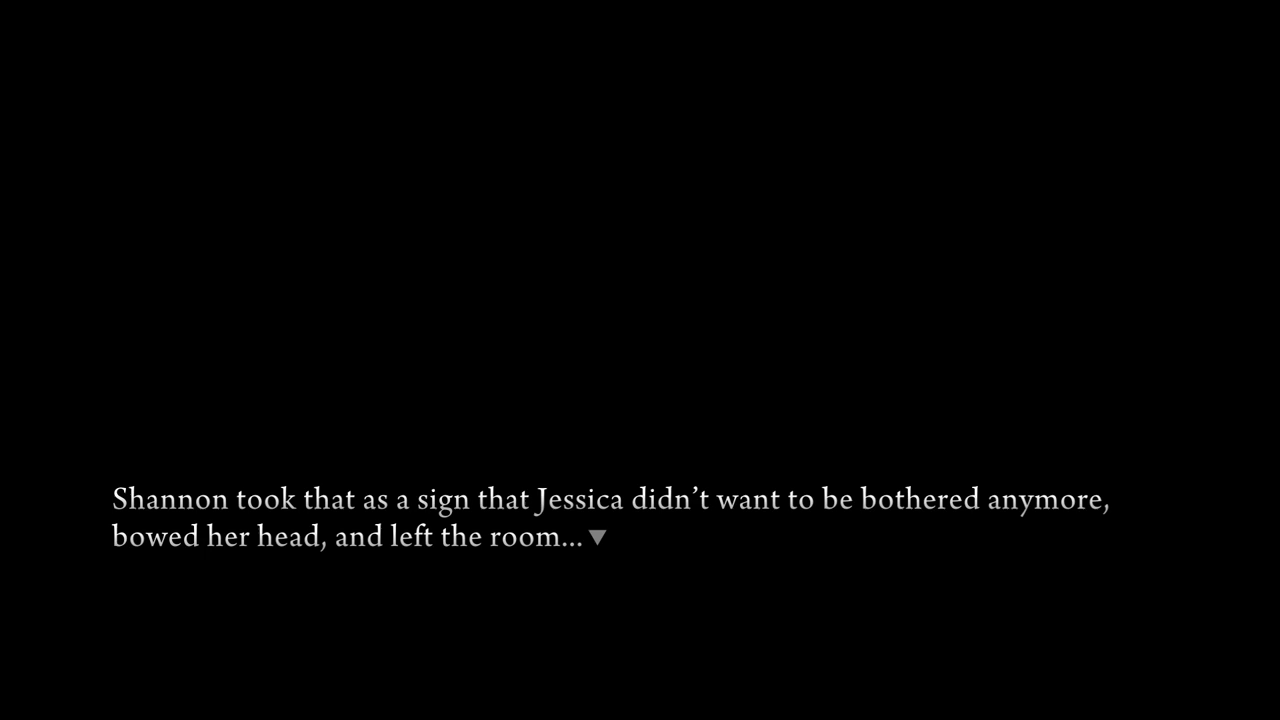 Shannon took that as a sign that Jessica didn’t want to be bothered anymore,
bowed her head, and left the room...